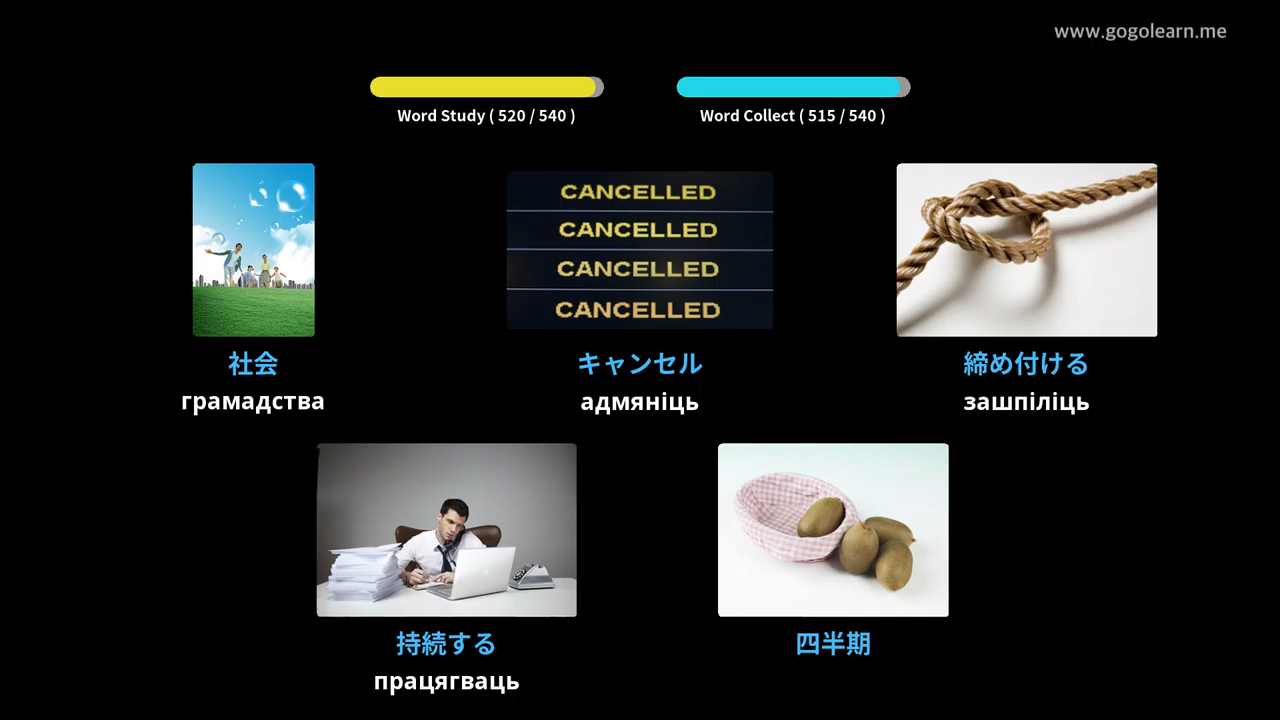 www.gogolearn.me
Word Study ( 520 / 540 )
Word Collect ( 515 / 540 )
CANCELLED
CANCELLED
CANCELLED
CANCELLED
社会
キャンセル
締め付ける
грамадства
адмяніць
зашпіліць
持続する
四半期
працягваць